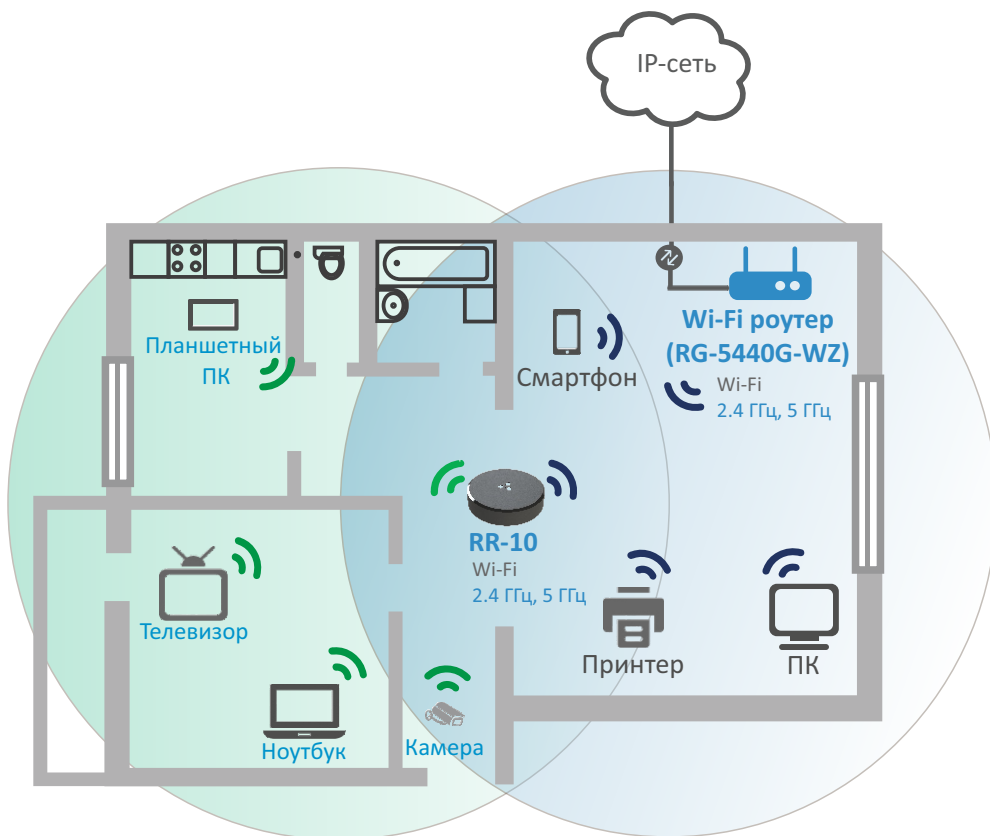 IP-сеть
Планшетный
ПК
Смартфон
Wi-Fi роутер
(RG-5440G-WZ)
Wi-Fi
2.4 ГГц, 5 ГГц
RR-10
Wi-Fi
2.4 ГГц, 5 ГГц
Телевизор
Ноутбук
Камера
Принтер
ПК